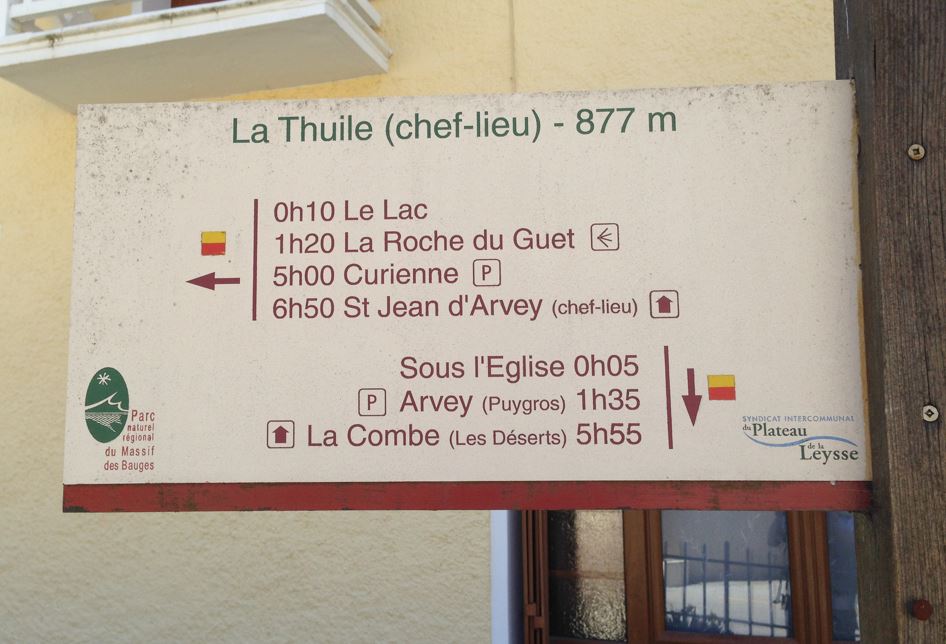 La Thuile (chef-lieu) - 877 m
0h10 Le Lac
1h20 La Roche du Guet
5h00 Curienne P
6h50 St Jean d'Arvey (chef-lieu)
Sous l'Eglise 0h05
P Arvey (Puygros) 1h35
La Combe (Les Déserts) 5h55
Parc
naturel
régional
du Massif
des Bauges
SYNDICAT INTERCOMMUNAL
du Plateau
de la
Leysse